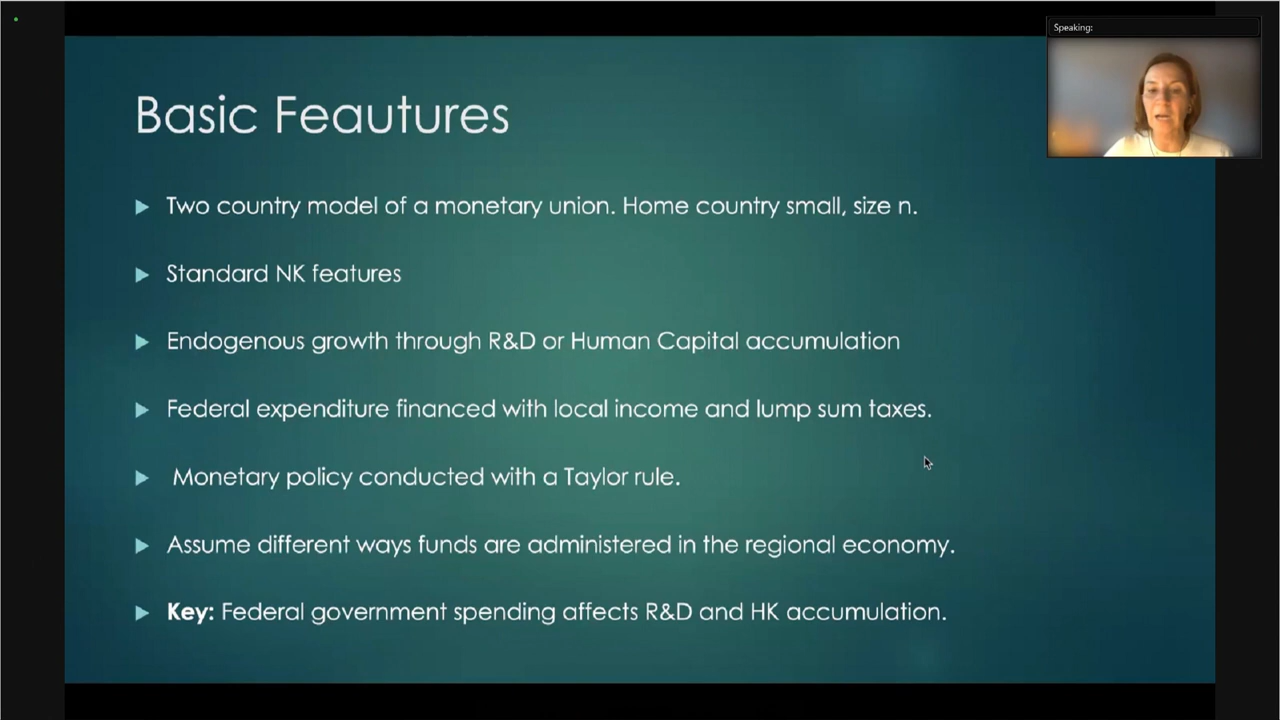 Speaking:
Basic Feautures
Two country model of a monetary union. Home country small, size n.
Standard NK features
Endogenous growth through R&D or Human Capital accumulation
Federal expenditure financed with local income and lump sum taxes.
Monetary policy conducted with a Taylor rule.
Assume different ways funds are administered in the regional economy.
Key: Federal government spending affects R&D and HK accumulation.